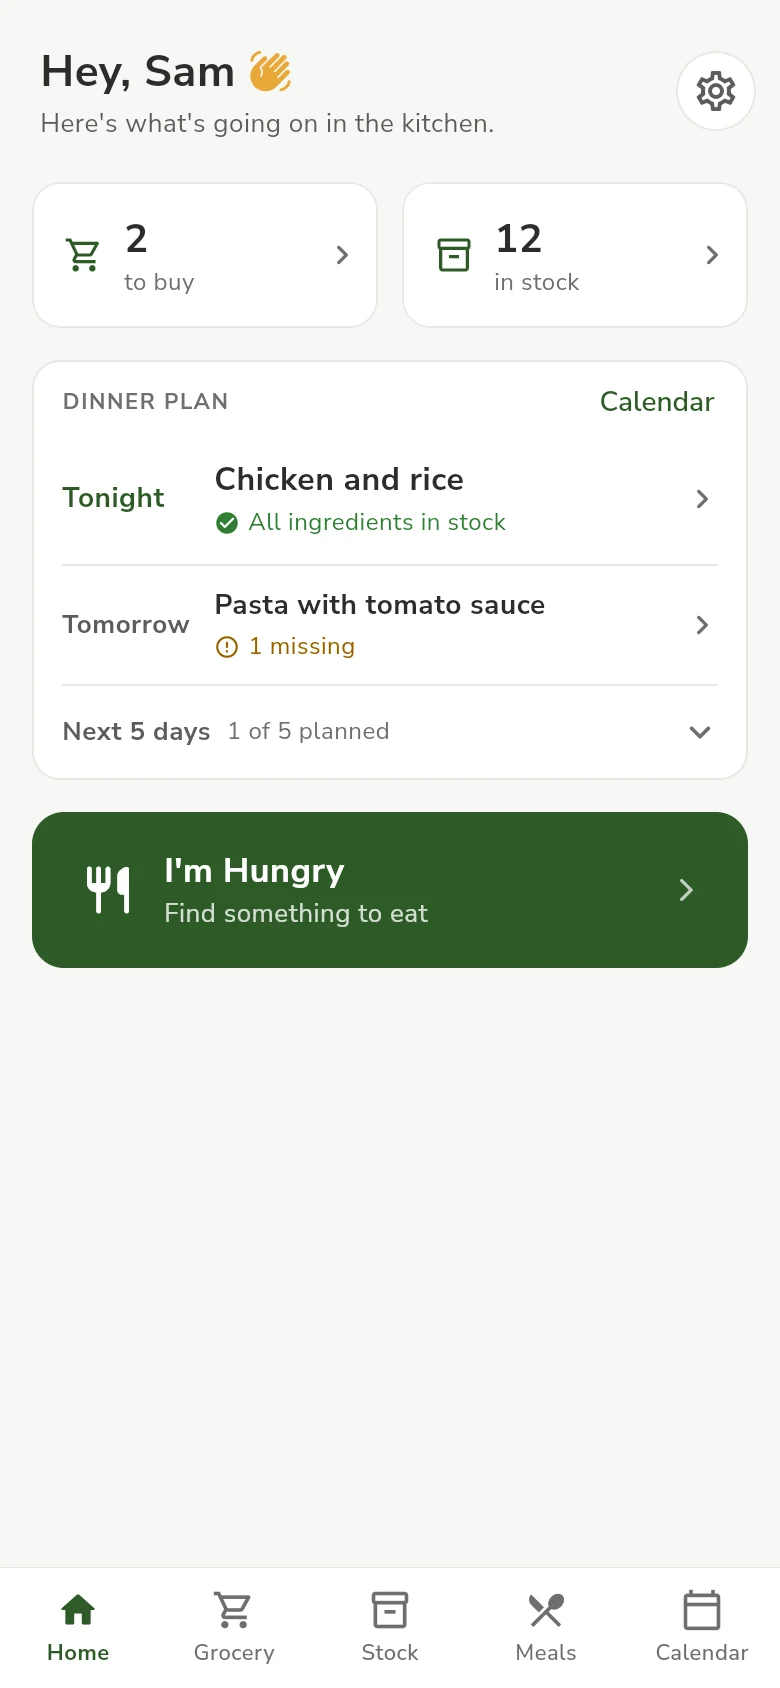 Hey, Sam 👋
Here's what's going on in the kitchen.
2
to buy
12
in stock
DINNER PLAN
Calendar
Tonight
Chicken and rice
All ingredients in stock
Tomorrow
Pasta with tomato sauce
1 missing
Next 5 days 1 of 5 planned
I'm Hungry
Find something to eat
Home
Grocery
Stock
Meals
Calendar